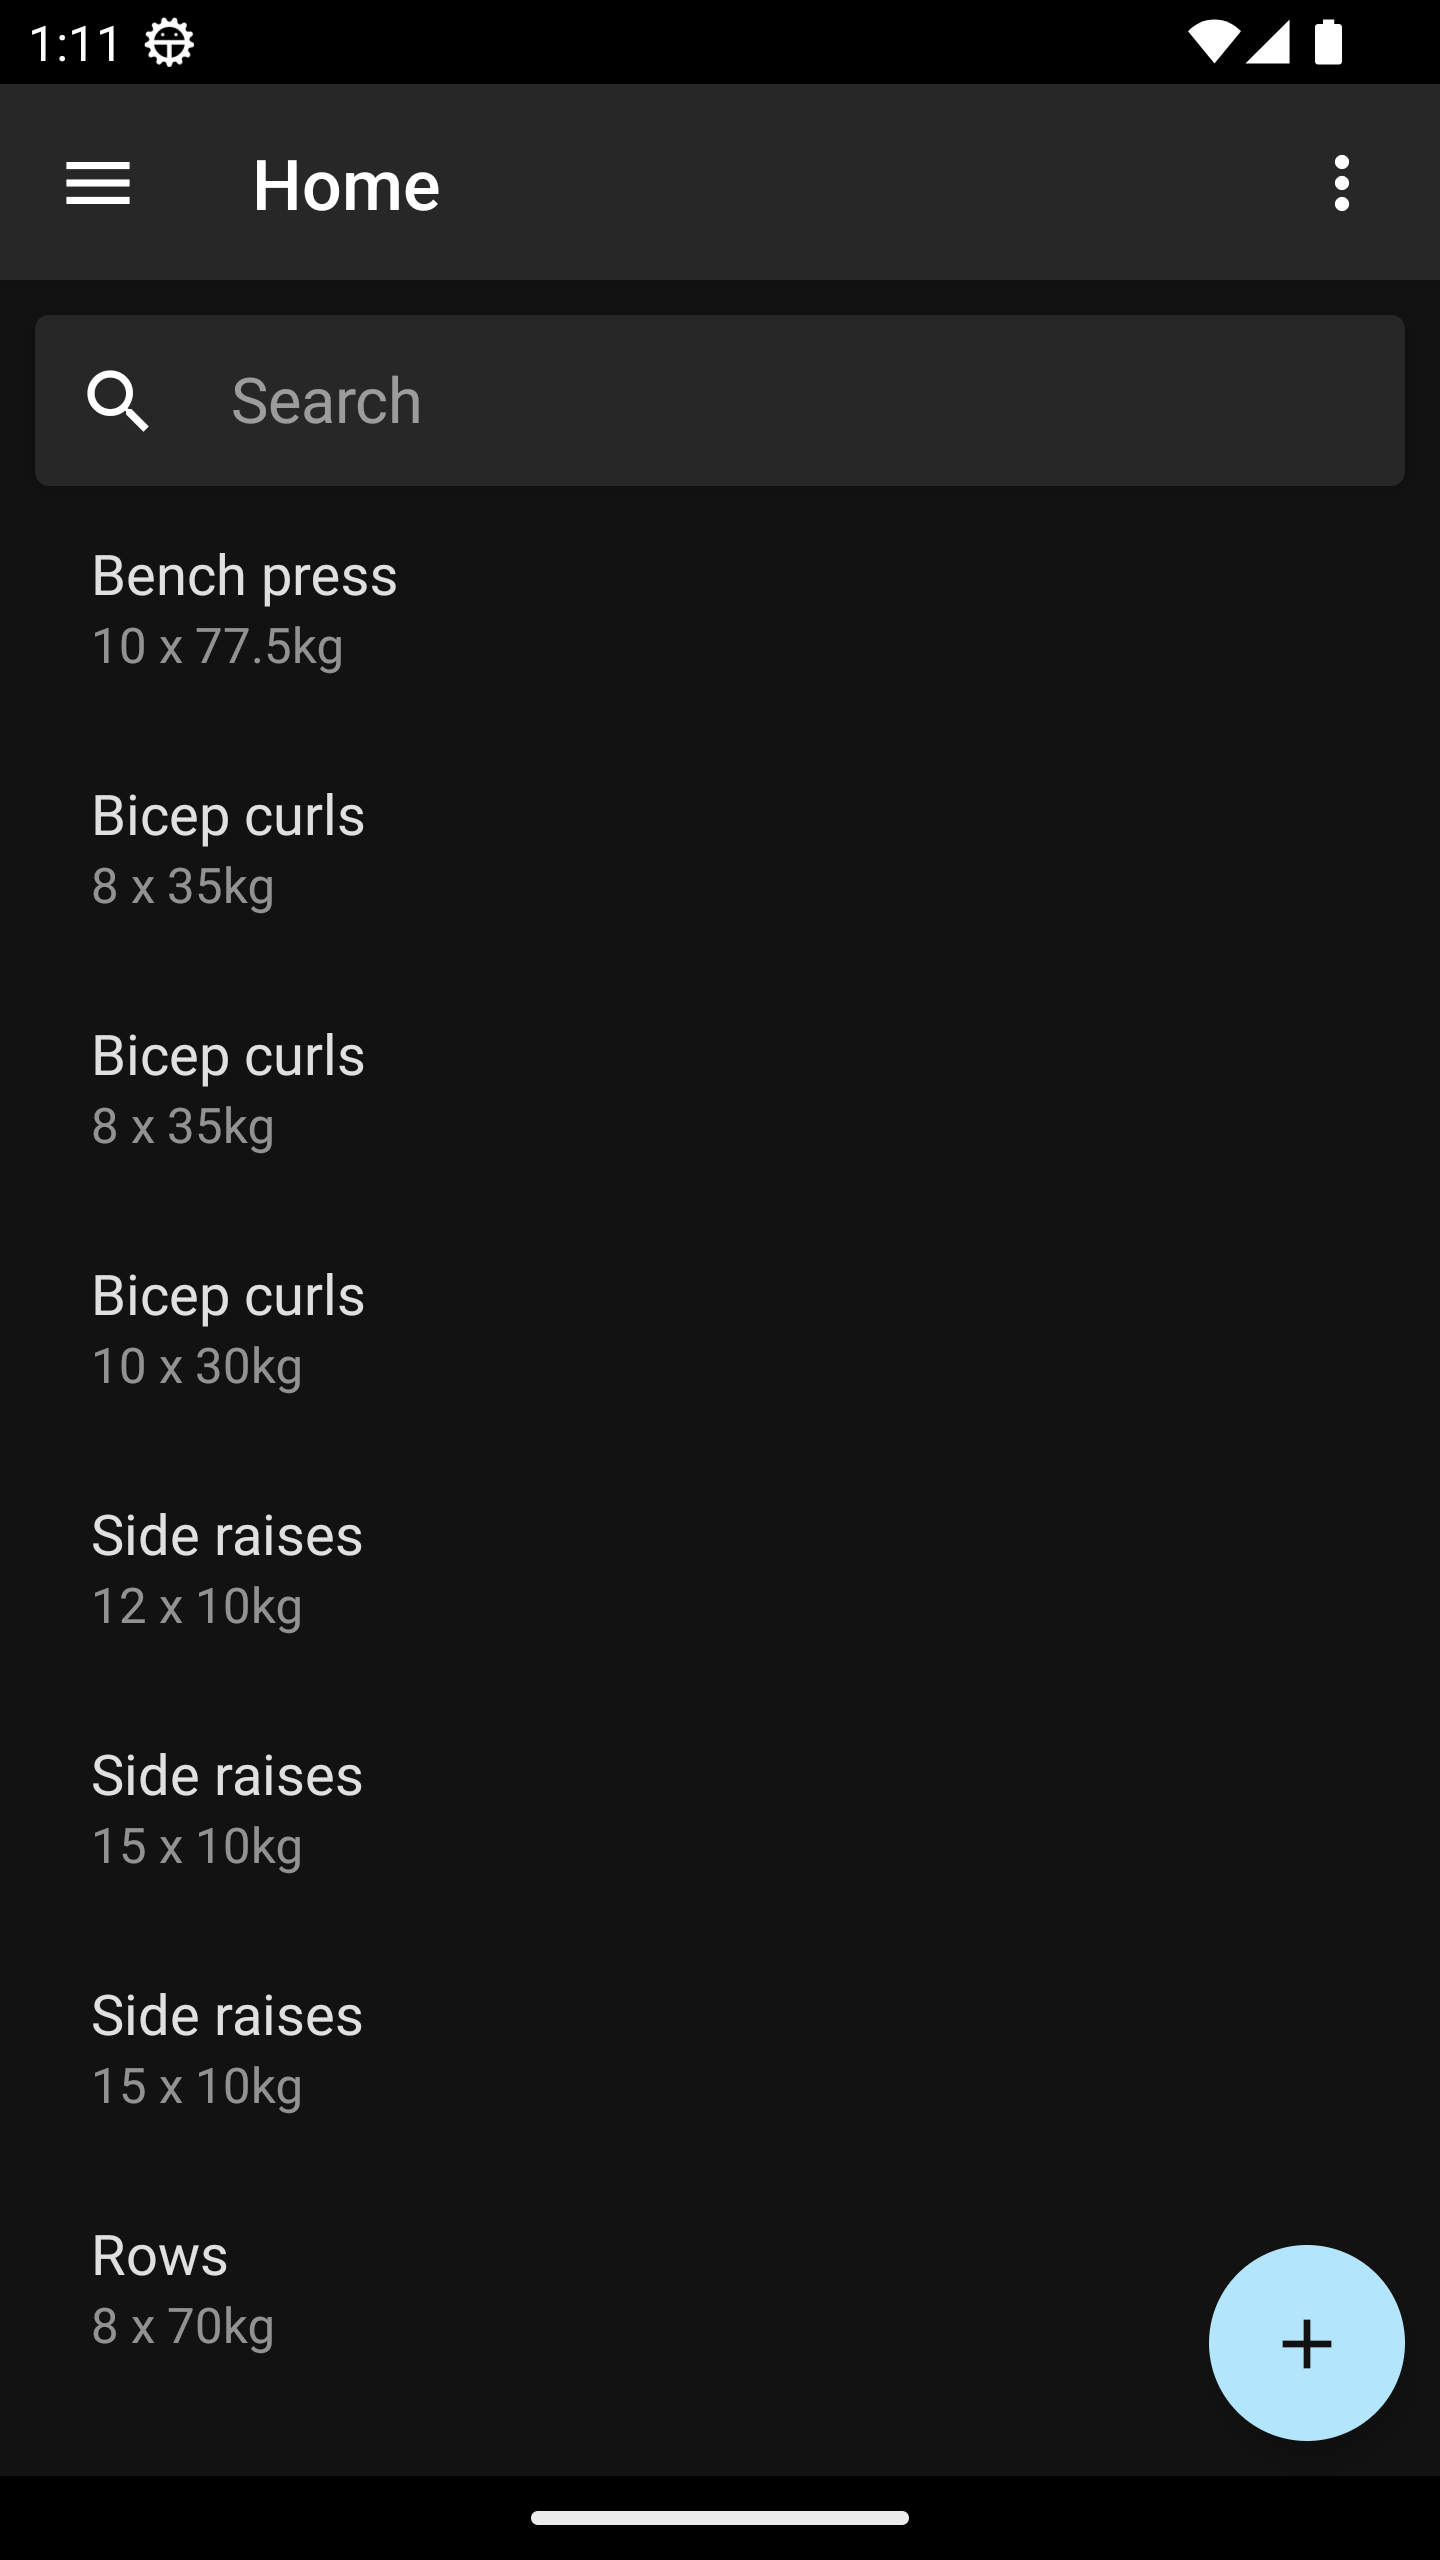 1:11
Home
Search
Bench press
10 x 77.5kg
Bicep curls
8 x 35kg
Bicep curls
8 x 35kg
Bicep curls
10 x 30kg
Side raises
12 x 10kg
Side raises
15 x 10kg
Side raises
15 x 10kg
Rows
8 x 70kg